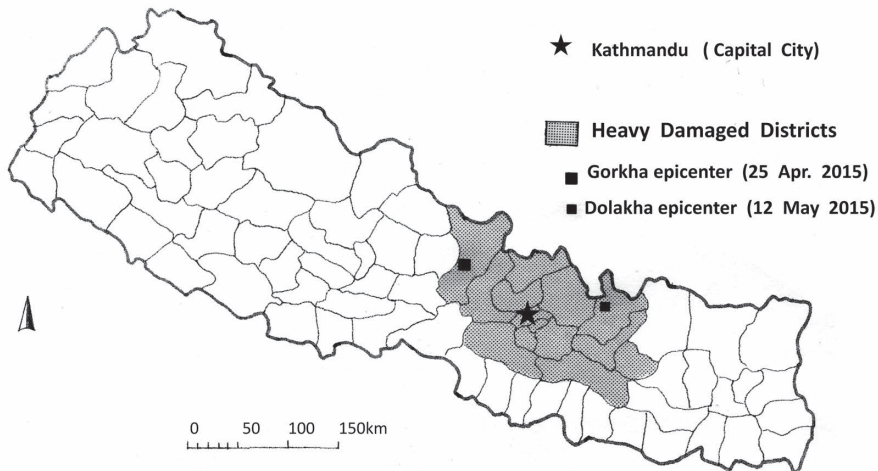 Kathmandu ( Capital City)
Heavy Damaged Districts
Gorkha epicenter (25 Apr. 2015)
Dolakha epicenter (12 May 2015)
0 50 100 150km